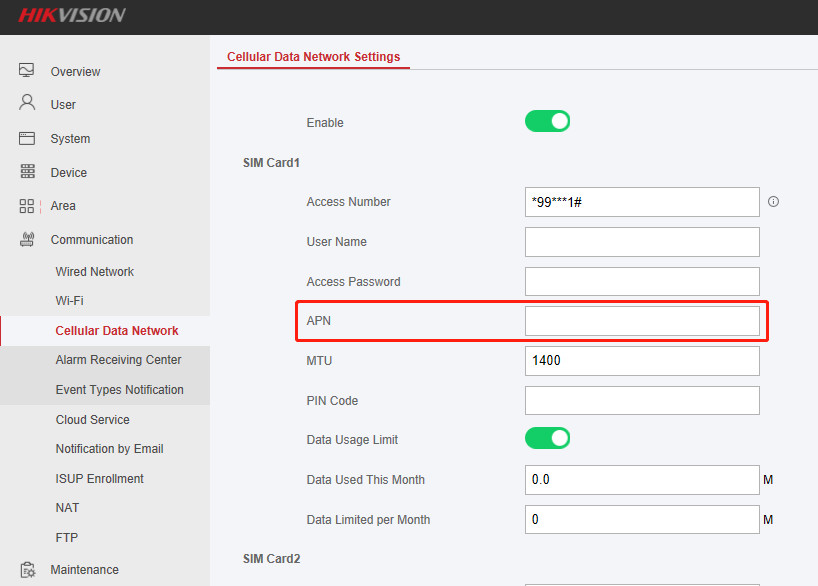 HIKVISION
Overview
User
System
Device
Area
Communication
Wired Network
Wi-Fi
Cellular Data Network
Alarm Receiving Center
Event Types Notification
Cloud Service
Notification by Email
ISUP Enrollment
NAT
FTP
Maintenance
Cellular Data Network Settings
Enable
SIM Card1
Access Number *99***1#
User Name
Access Password
APN
MTU 1400
PIN Code
Data Usage Limit
Data Used This Month 0.0 M
Data Limited per Month 0 M
SIM Card2